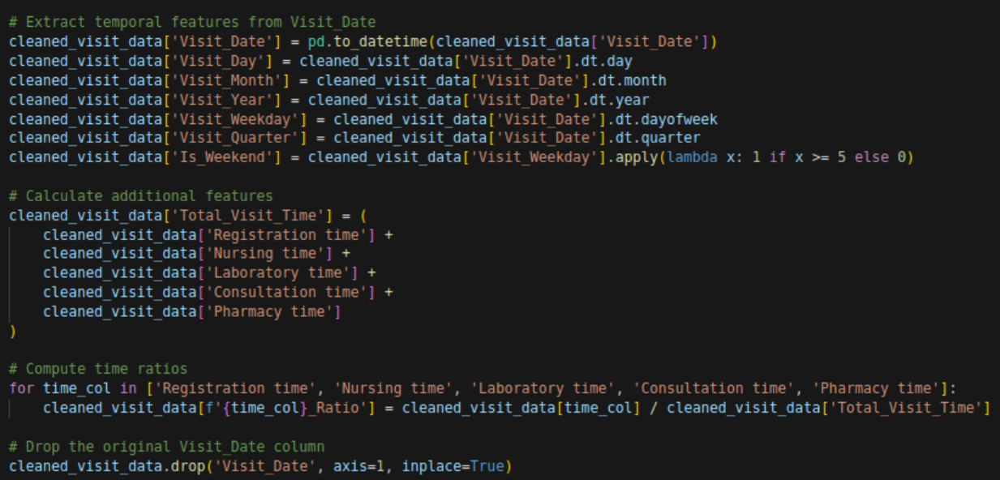 # Extract temporal features from Visit_Date
cleaned_visit_data['Visit_Date'] = pd.to_datetime(cleaned_visit_data['Visit_Date'])
cleaned_visit_data['Visit_Day'] = cleaned_visit_data['Visit_Date'].dt.day
cleaned_visit_data['Visit_Month'] = cleaned_visit_data['Visit_Date'].dt.month
cleaned_visit_data['Visit_Year'] = cleaned_visit_data['Visit_Date'].dt.year
cleaned_visit_data['Visit_Weekday'] = cleaned_visit_data['Visit_Date'].dt.dayofweek
cleaned_visit_data['Visit_Quarter'] = cleaned_visit_data['Visit_Date'].dt.quarter
cleaned_visit_data['Is_Weekend'] = cleaned_visit_data['Visit_Weekday'].apply(lambda x: 1 if x >= 5 else 0)

# Calculate additional features
cleaned_visit_data['Total_Visit_Time'] = (
    cleaned_visit_data['Registration time'] +
    cleaned_visit_data['Nursing time'] +
    cleaned_visit_data['Laboratory time'] +
    cleaned_visit_data['Consultation time'] +
    cleaned_visit_data['Pharmacy time']
)

# Compute time ratios
for time_col in ['Registration time', 'Nursing time', 'Laboratory time', 'Consultation time', 'Pharmacy time']:
    cleaned_visit_data[f'{time_col}_Ratio'] = cleaned_visit_data[time_col] / cleaned_visit_data['Total_Visit_Time']

# Drop the original Visit_Date column
cleaned_visit_data.drop('Visit_Date', axis=1, inplace=True)